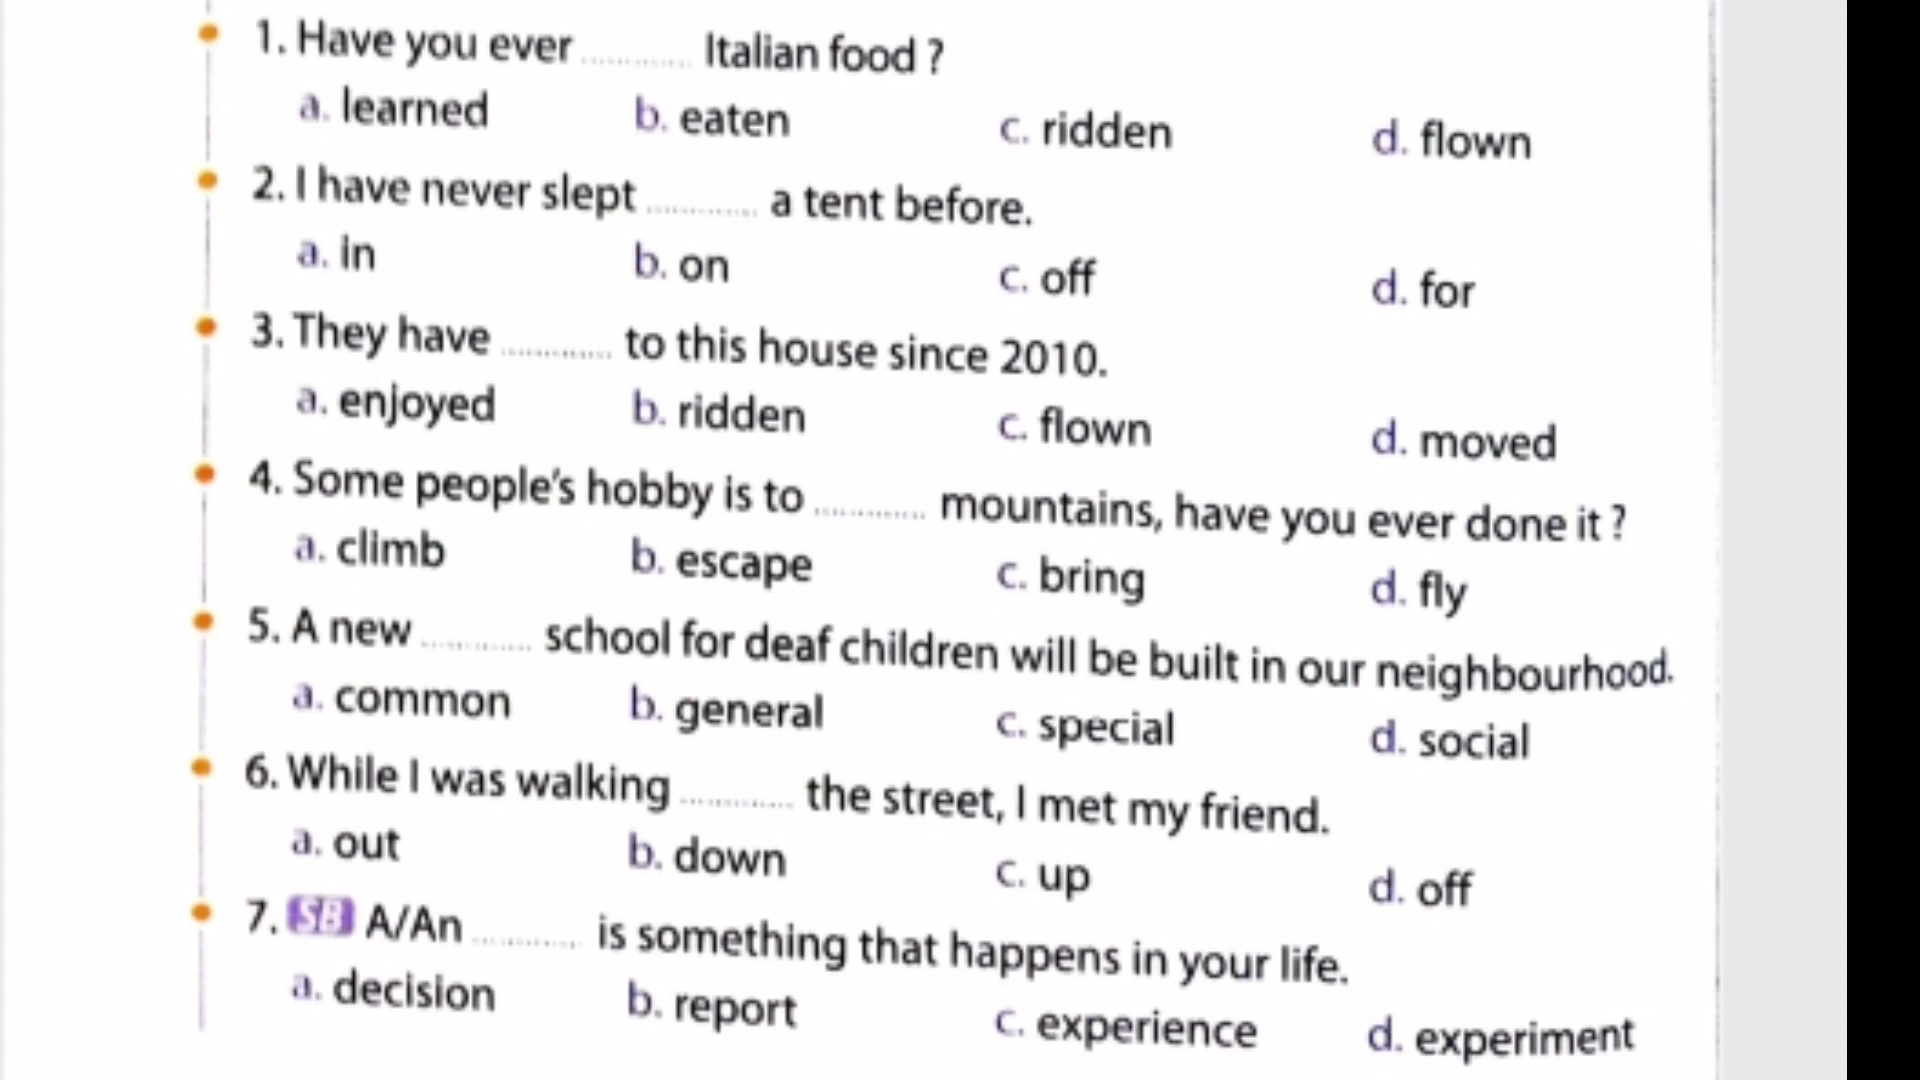 1. Have you ever ............ Italian food ?
a. learned b. eaten c. ridden d. flown
2. I have never slept ............ a tent before.
a. in b. on c. off d. for
3. They have ............ to this house since 2010.
a. enjoyed b. ridden c. flown d. moved
4. Some people's hobby is to ............ mountains, have you ever done it ?
a. climb b. escape c. bring d. fly
5. A new ............ school for deaf children will be built in our neighbourhood.
a. common b. general c. special d. social
6. While I was walking ............ the street, I met my friend.
a. out b. down c. up d. off
7. SB A/An ............ is something that happens in your life.
a. decision b. report c. experience d. experiment